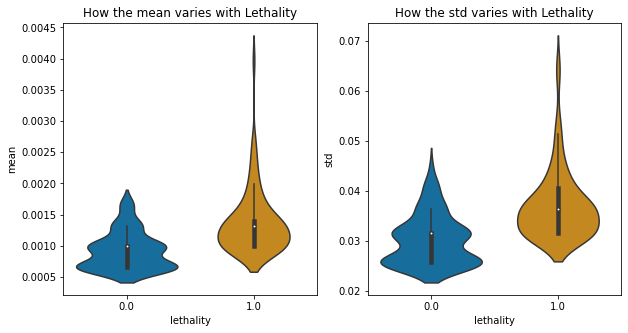 How the mean varies with Lethality
0.0045
0.0040
0.0035
0.0030
0.0025
0.0020
0.0015
0.0010
0.0005
mean
0.0 1.0
lethality
How the std varies with Lethality
0.07
0.06
0.05
0.04
0.03
0.02
std
0.0 1.0
lethality